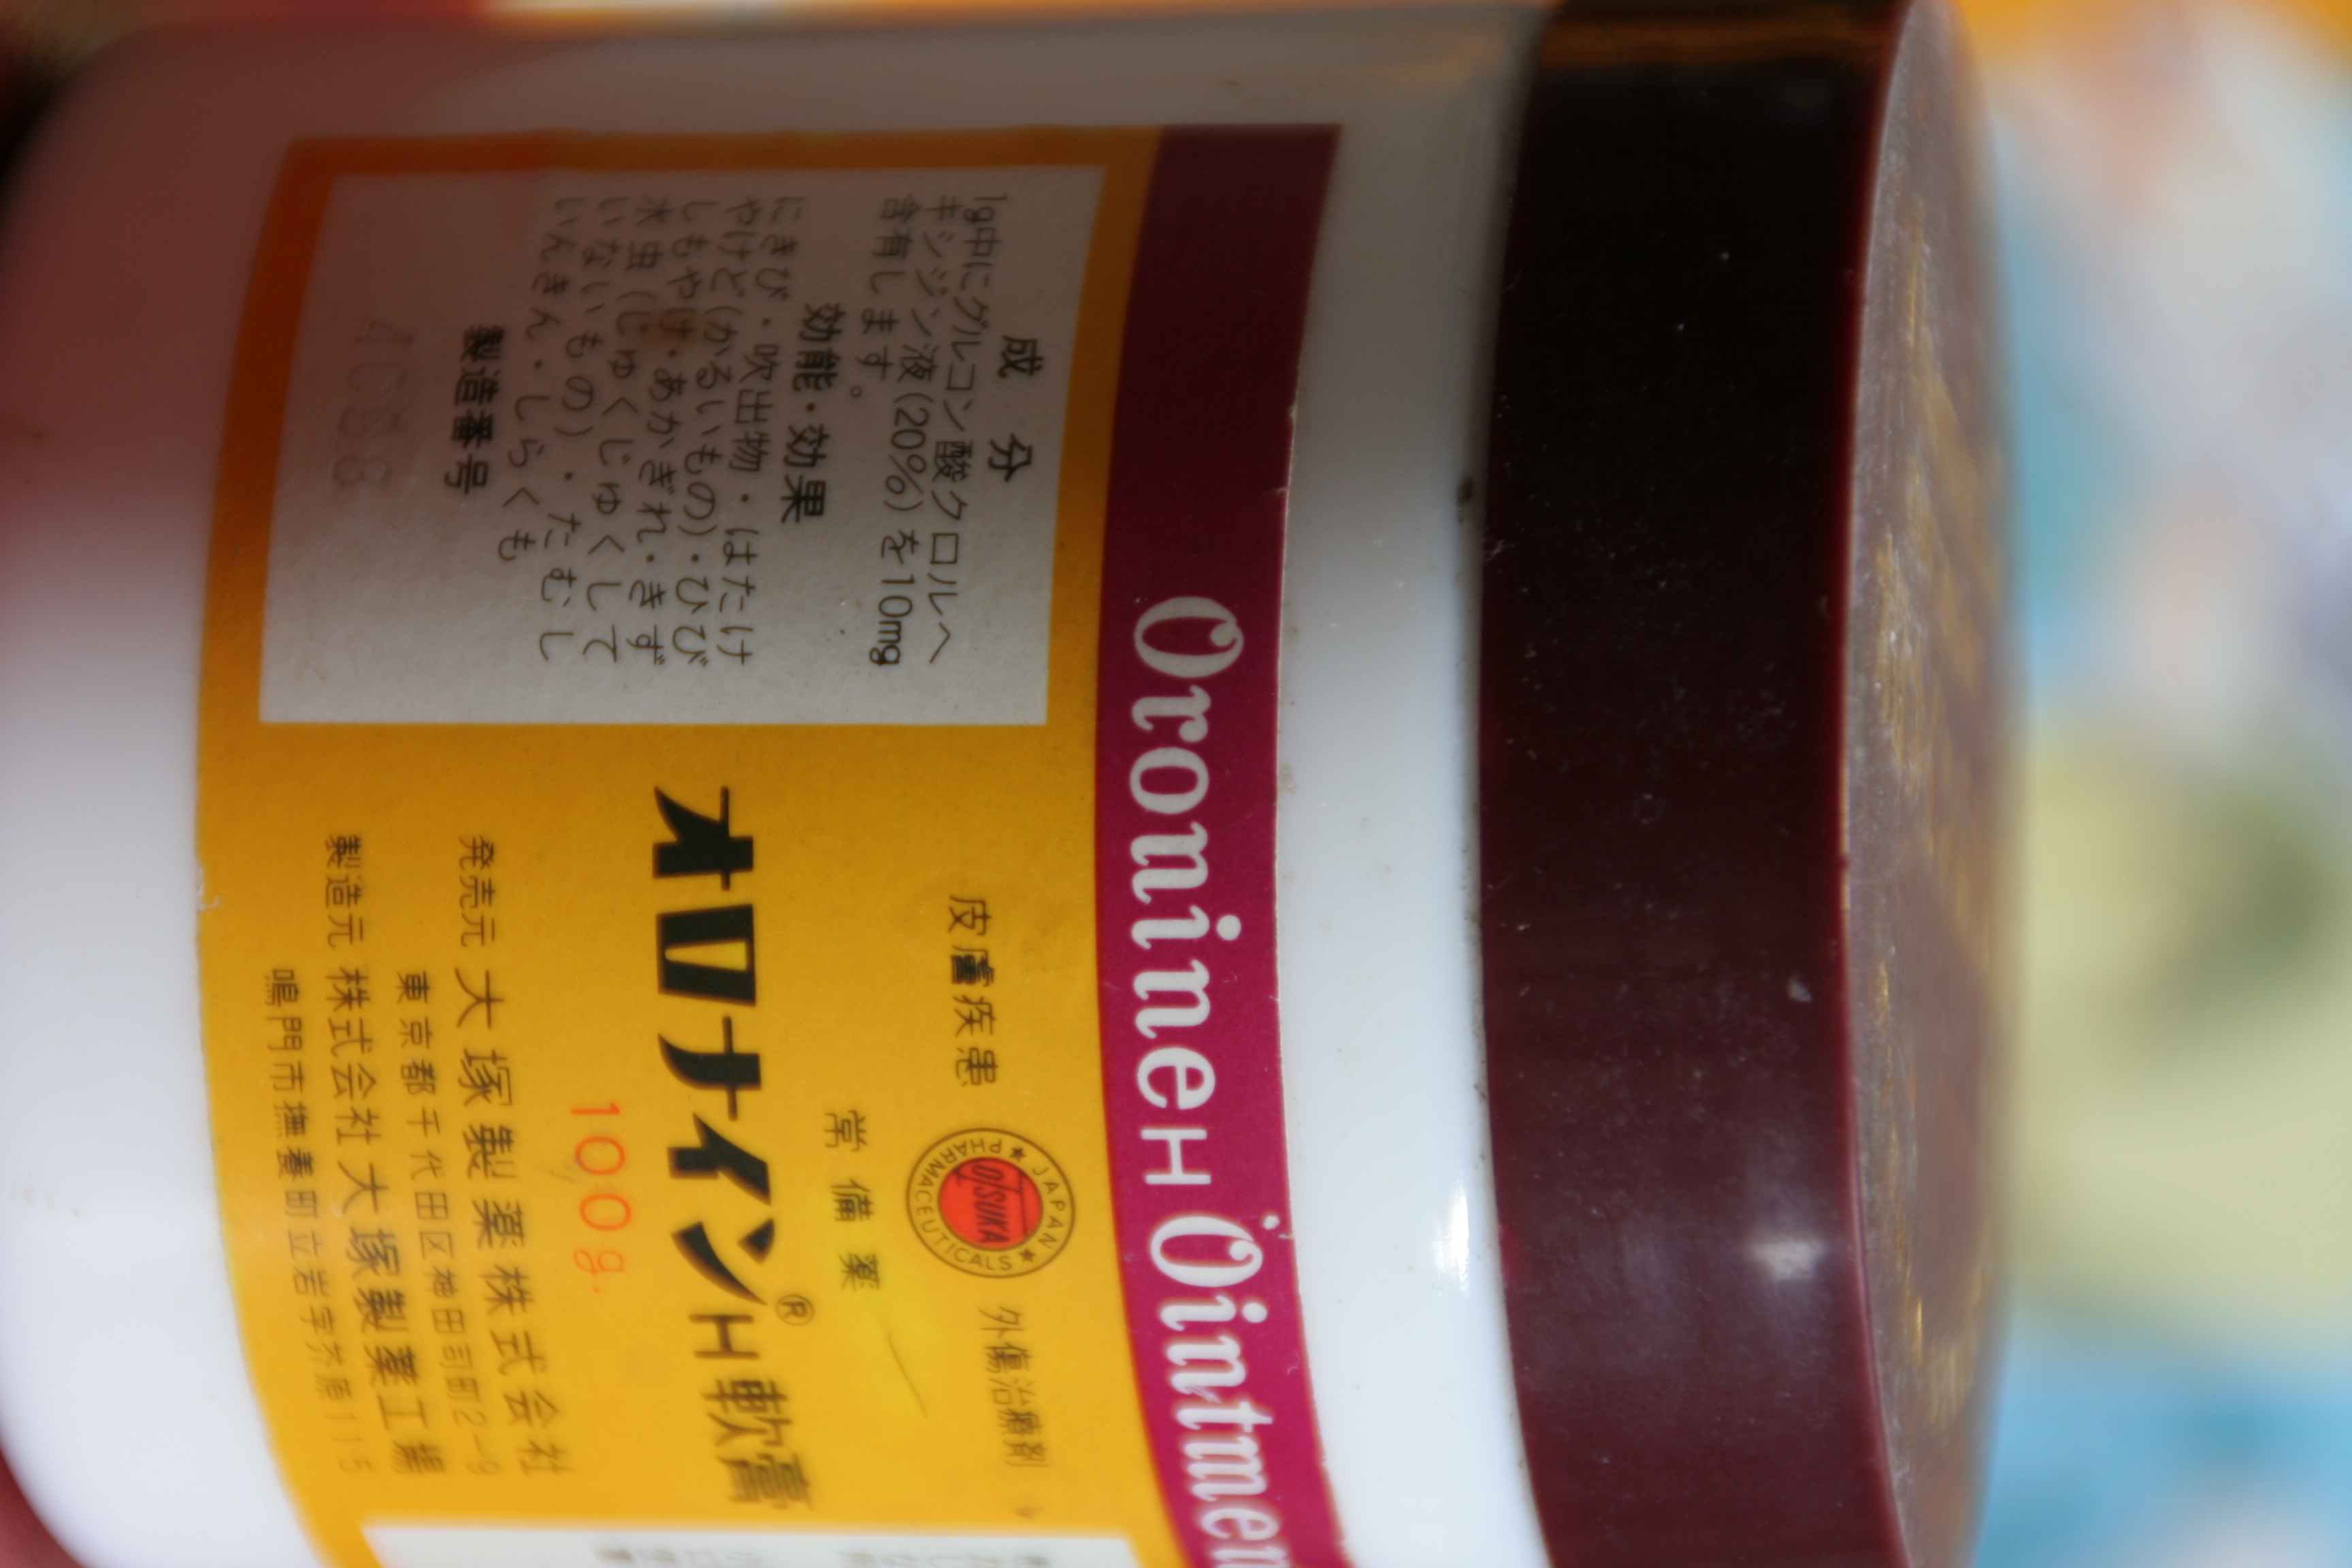 Oronine H Ointmen
成分
1g中にグルコン酸クロルヘ
キシジン液(20%)を10mg
含有します。
効能・効果
にきび・吹出物・はたけ
やけど(かるいもの)・ひび
しもやけ・あかぎれ・きず
水虫(じゅくじゅくして
いないもの)・たむし
いんきん・しらくも
製造番号
4C88
皮膚疾患
外傷治療剤
JAPAN
OTSUKA
PHARMACEUTICALS
常備薬
オロナイン®H軟膏
100g.
発売元 大塚製薬株式会社
東京都千代田区神田司町2-9
製造元 株式会社大塚製薬工場
鳴門市撫養町立岩字芥原115